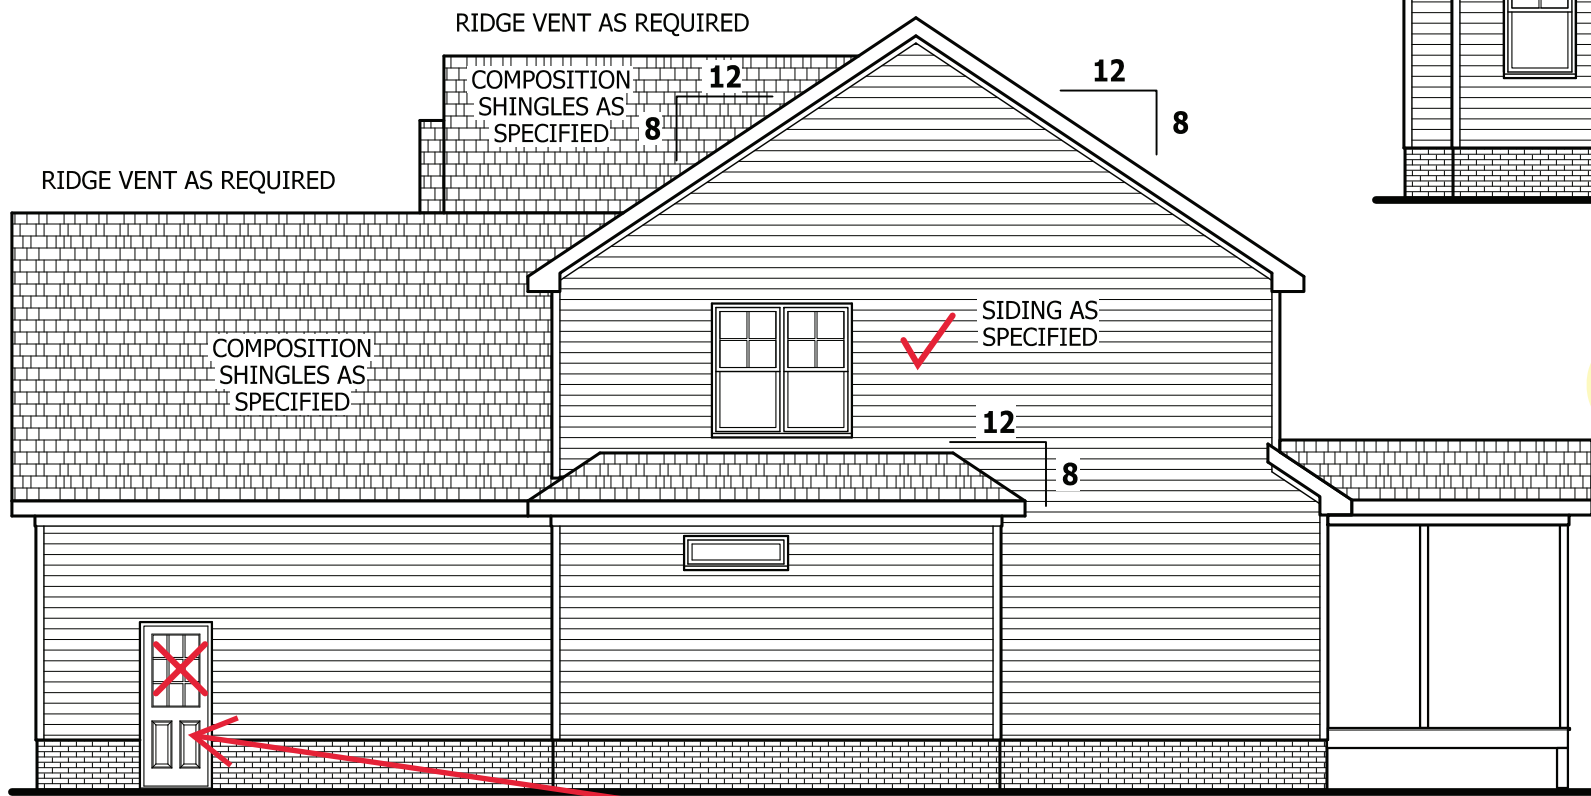 RIDGE VENT AS REQUIRED
COMPOSITION
SHINGLES AS
SPECIFIED
12
8
12
8
RIDGE VENT AS REQUIRED
COMPOSITION
SHINGLES AS
SPECIFIED
SIDING AS
SPECIFIED
12
8